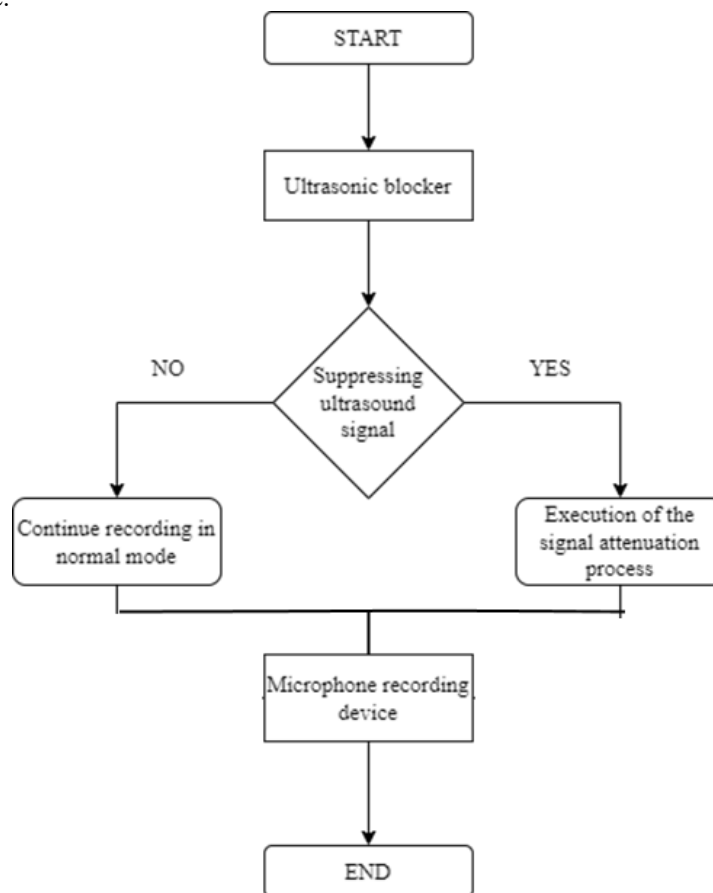 START
Ultrasonic blocker
NO
YES
Suppressing
ultrasound
signal
Continue recording in
normal mode
Execution of the
signal attenuation
process
Microphone recording
device
END